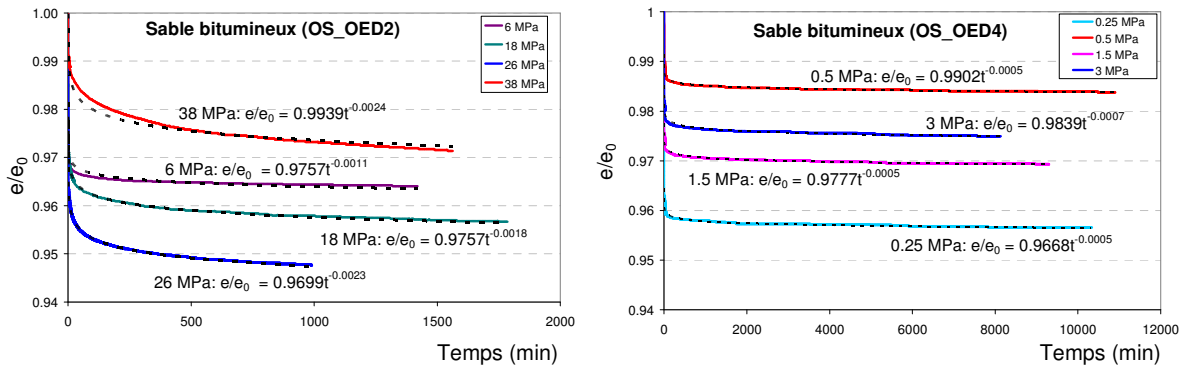 Sable bitumineux (OS_OED2)
6 MPa
18 MPa
26 MPa
38 MPa
1.00
0.99
0.98
0.97
0.96
0.95
0.94
e/e0
38 MPa: e/e0 = 0.9939t-0.0024
6 MPa: e/e0 = 0.9757t-0.0011
18 MPa: e/e0 = 0.9757t-0.0018
26 MPa: e/e0 = 0.9699t-0.0023
0 500 1000 1500 2000
Temps (min)
Sable bitumineux (OS_OED4)
0.25 MPa
0.5 MPa
1.5 MPa
3 MPa
1
0.99
0.98
0.97
0.96
0.95
0.94
e/e0
0.5 MPa: e/e0 = 0.9902t-0.0005
3 MPa: e/e0 = 0.9839t-0.0007
1.5 MPa: e/e0 = 0.9777t-0.0005
0.25 MPa: e/e0 = 0.9668t-0.0005
0 2000 4000 6000 8000 10000 12000
Temps (min)